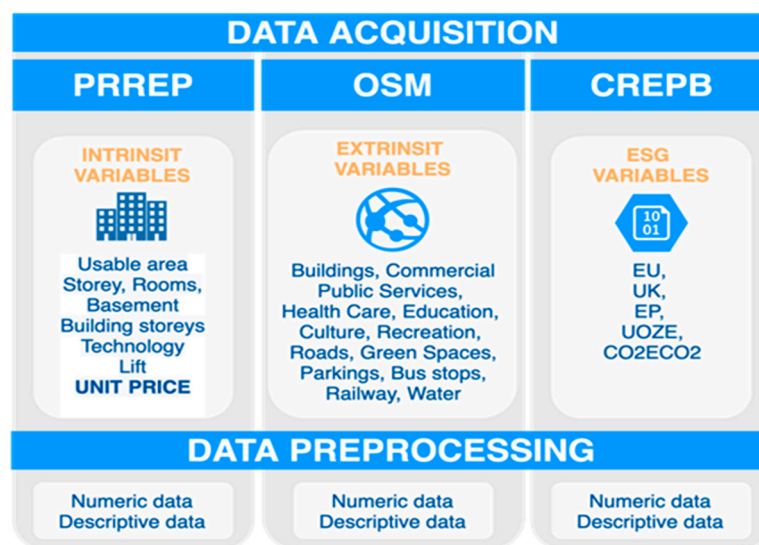 DATA ACQUISITION
PRREP
INTRINSIT
VARIABLES
Usable area
Storey, Rooms,
Basement
Building storeys
Technology
Lift
UNIT PRICE
OSM
EXTRINSIT
VARIABLES
Buildings, Commercial
Public Services,
Health Care, Education,
Culture, Recreation,
Roads, Green Spaces,
Parkings, Bus stops,
Railway, Water
CREPB
ESG
VARIABLES
10
01
EU,
UK,
EP,
UOZE,
CO2ECO2
DATA PREPROCESSING
Numeric data
Descriptive data
Numeric data
Descriptive data
Numeric data
Descriptive data